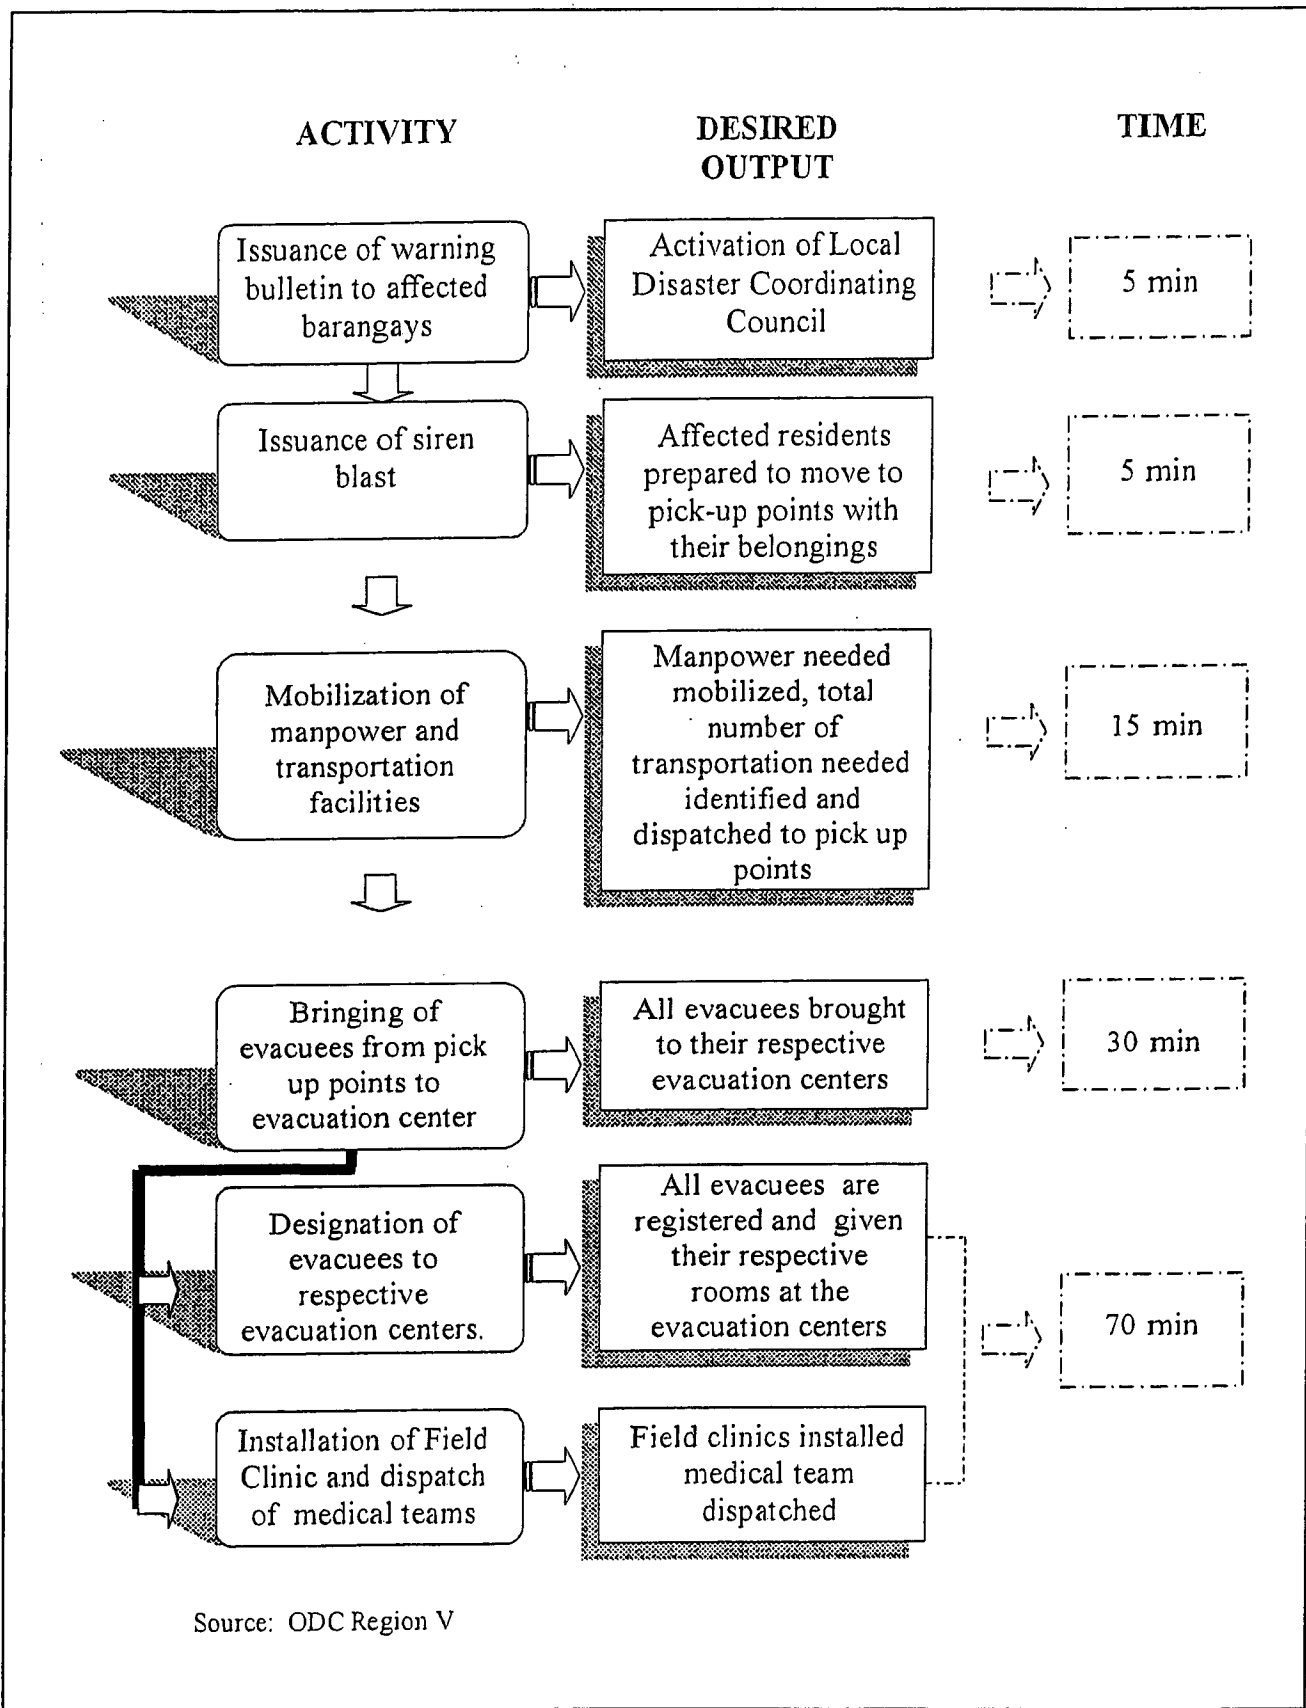 ACTIVITY
DESIRED
OUTPUT
TIME
Issuance of warning
bulletin to affected
barangays
Activation of Local
Disaster Coordinating
Council
5 min
Issuance of siren
blast
Affected residents
prepared to move to
pick-up points with
their belongings
5 min
Mobilization of
manpower and
transportation
facilities
Manpower needed
mobilized, total
number of
transportation needed
identified and
dispatched to pick up
points
15 min
Bringing of
evacuees from pick
up points to
evacuation center
All evacuees brought
to their respective
evacuation centers
30 min
Designation of
evacuees to
respective
evacuation centers.
All evacuees are
registered and given
their respective
rooms at the
evacuation centers
70 min
Installation of Field
Clinic and dispatch
of medical teams
Field clinics installed
medical team
dispatched
Source: ODC Region V